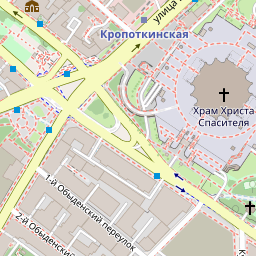 улица
Кропоткинская
Храм Христа
Спасителя
1-й Обыденский переулок
2-й Обыденский